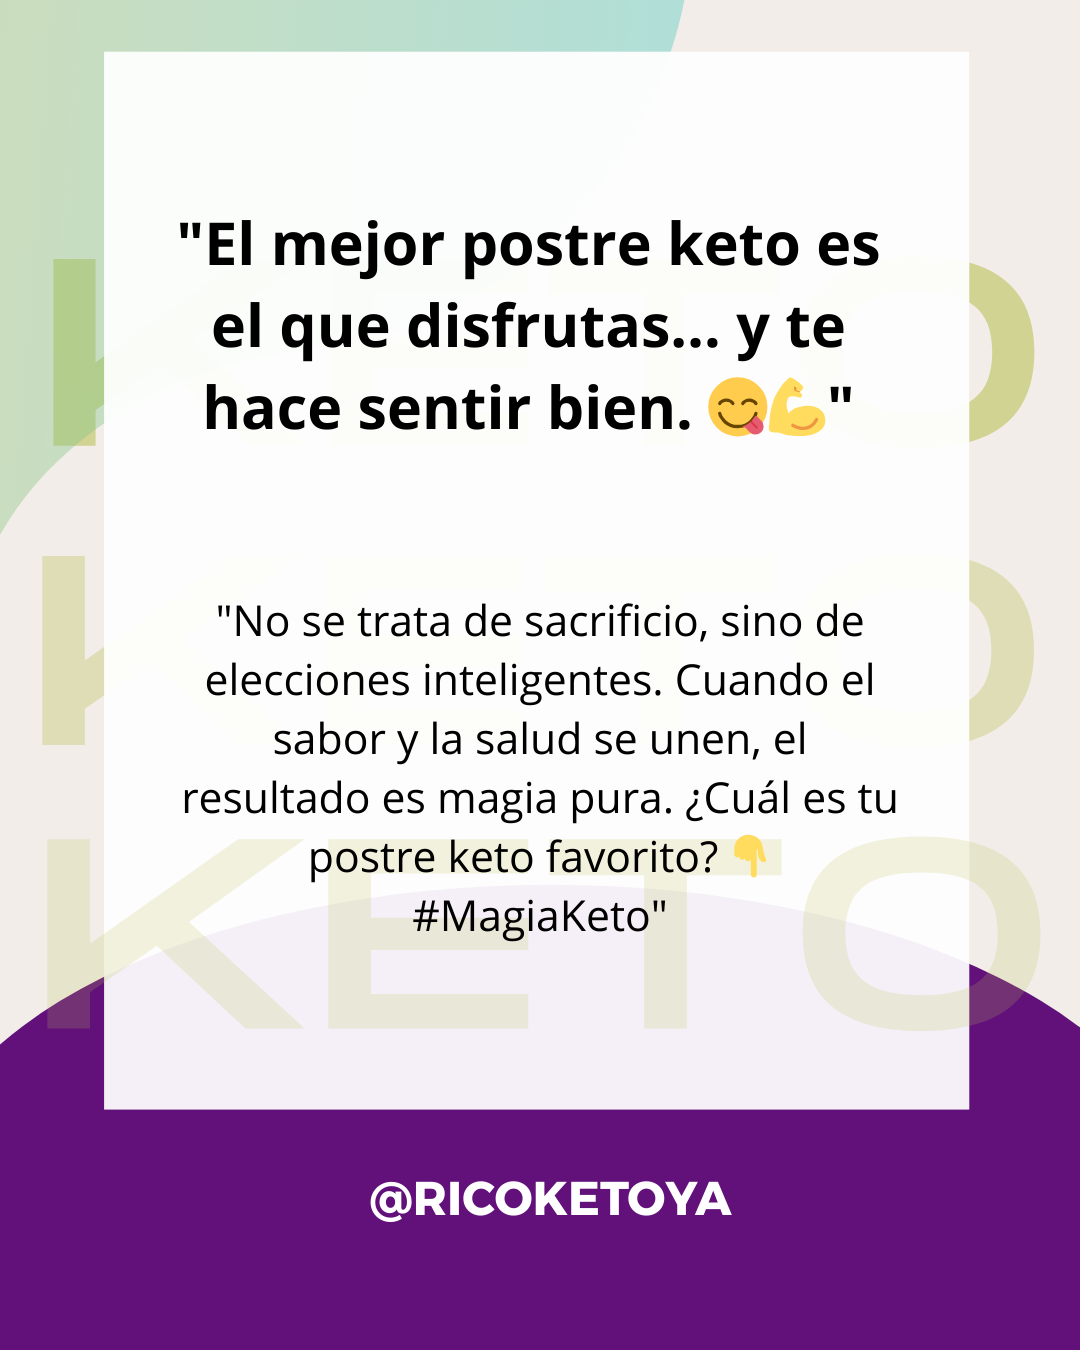 "El mejor postre keto es
el que disfrutas... y te
hace sentir bien. 😋💪"
"No se trata de sacrificio, sino de
elecciones inteligentes. Cuando el
sabor y la salud se unen, el
resultado es magia pura. ¿Cuál es tu
postre keto favorito? 👇
#MagiaKeto"
KETO
KETO
KETO
@RICOKETOYA